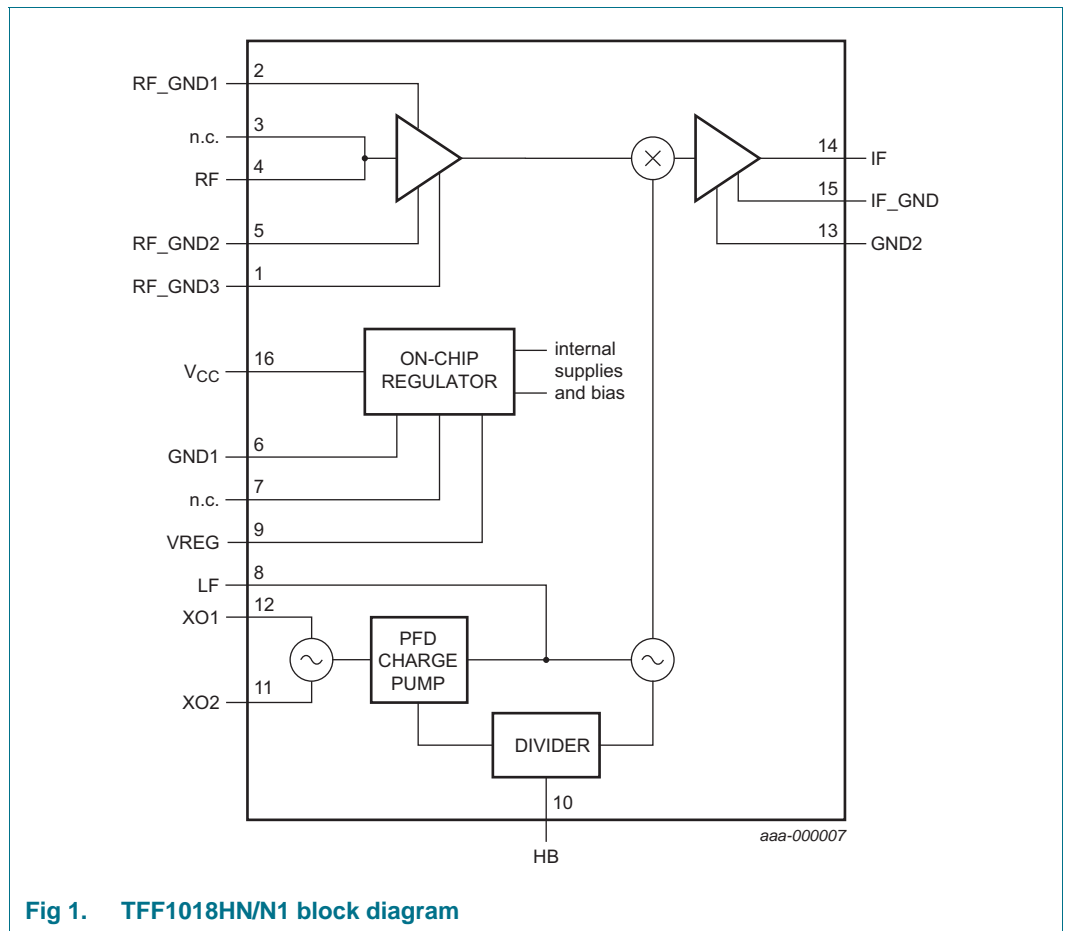 2
RF_GND1
3
n.c.
4
RF
5
RF_GND2
1
RF_GND3
14
IF
15
IF_GND
13
GND2
16
VCC
ON-CHIP
REGULATOR
internal
supplies
and bias
6
GND1
7
n.c.
9
VREG
8
LF
12
XO1
11
XO2
PFD
CHARGE
PUMP
DIVIDER
10
HB
aaa-000007
Fig 1. TFF1018HN/N1 block diagram